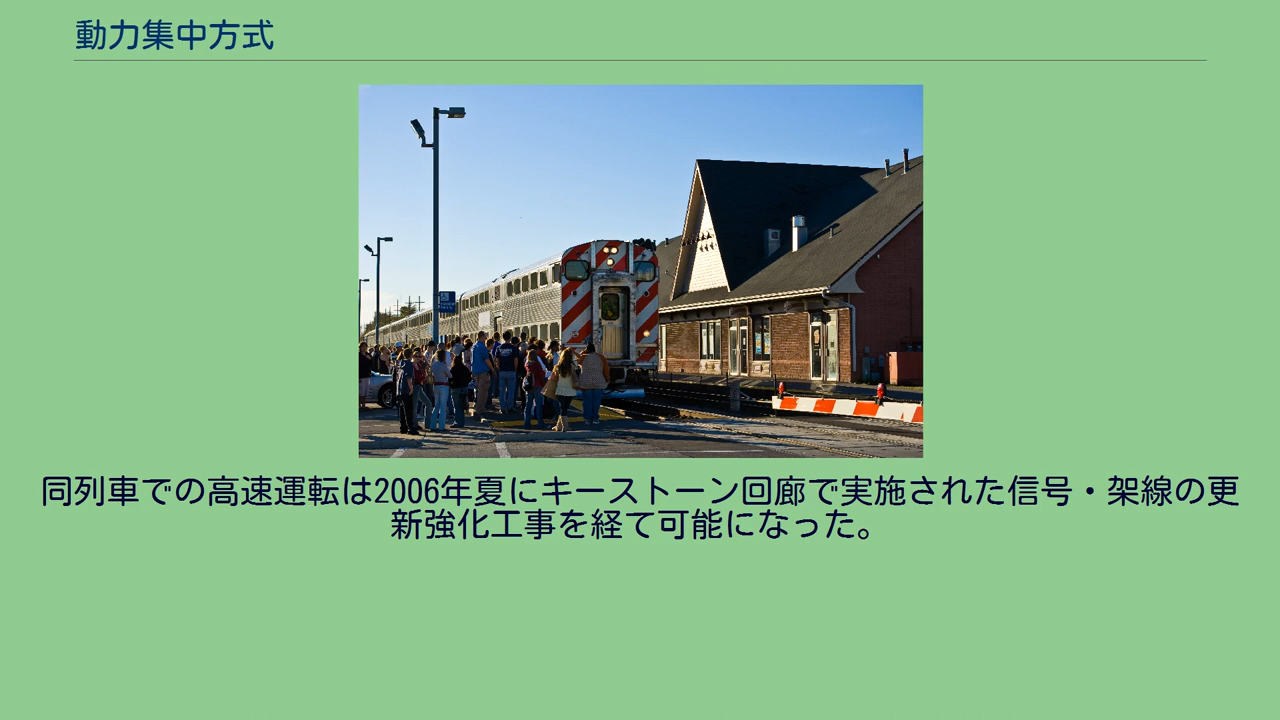 動力集中方式
同列車での高速運転は2006年夏にキーストーン回廊で実施された信号・架線の更
新強化工事を経て可能になった。